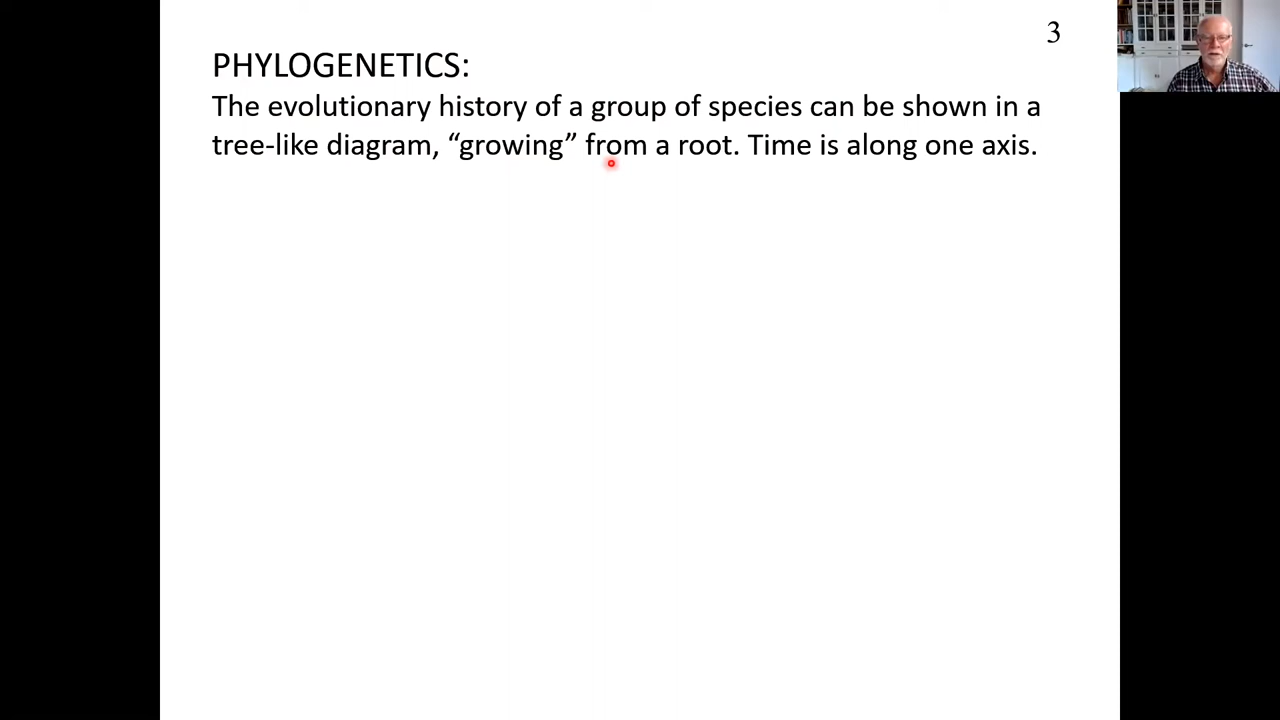 3
PHYLOGENETICS:
The evolutionary history of a group of species can be shown in a
tree-like diagram, “growing” from a root. Time is along one axis.